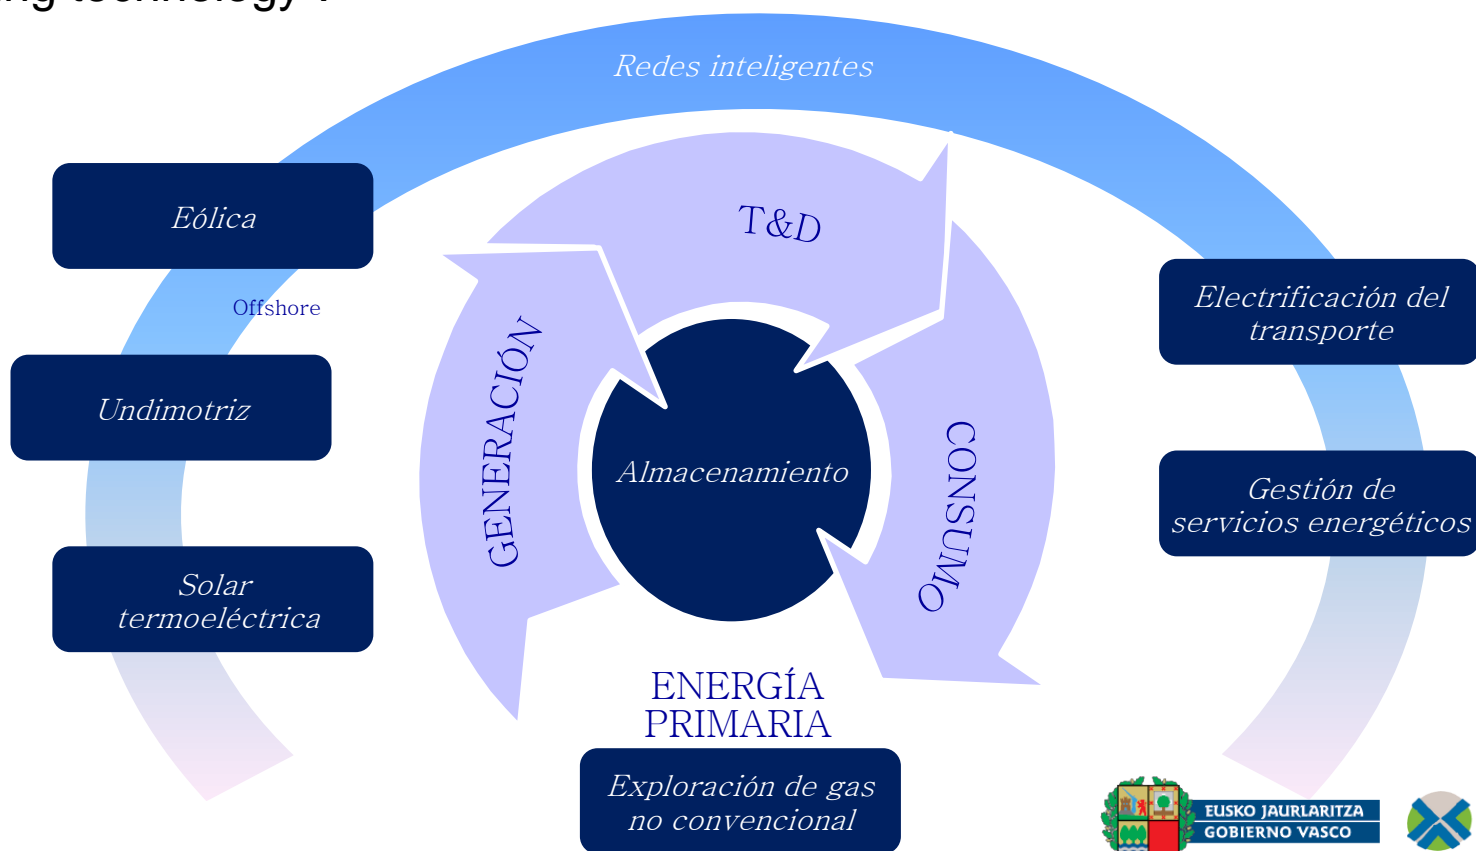 technology ?
Redes inteligentes
Eólica
T&D
Offshore
Electrificación del
transporte
GENERACIÓN
Undimotriz
CONSUMO
Almacenamiento
Gestión de
servicios energéticos
Solar
termoeléctrica
ENERGÍA
PRIMARIA
Exploración de gas
no convencional
EUSKO JAURLARITZA
GOBIERNO VASCO